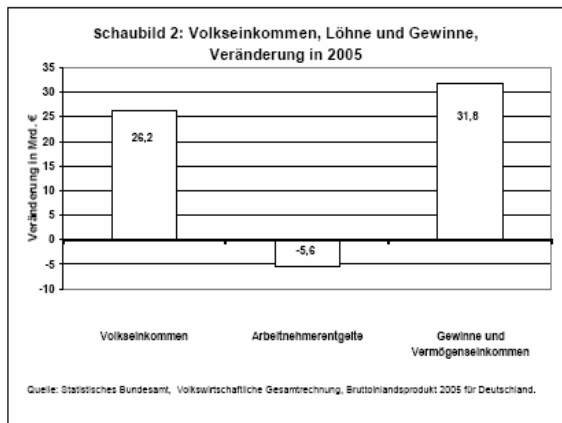 Schaubild 2: Volkseinkommen, Löhne und Gewinne,
Veränderung in 2005
Veränderung in Mrd. €
35
30
25
20
15
10
5
0
-5
-10
26,2
-5,6
31,8
Volkseinkommen
Arbeitnehmerentgelte
Gewinne und
Vermögenseinkommen
Quelle: Statistisches Bundesamt, Volkswirtschaftliche Gesamtrechnung, Bruttoinlandsprodukt 2005 für Deutschland.